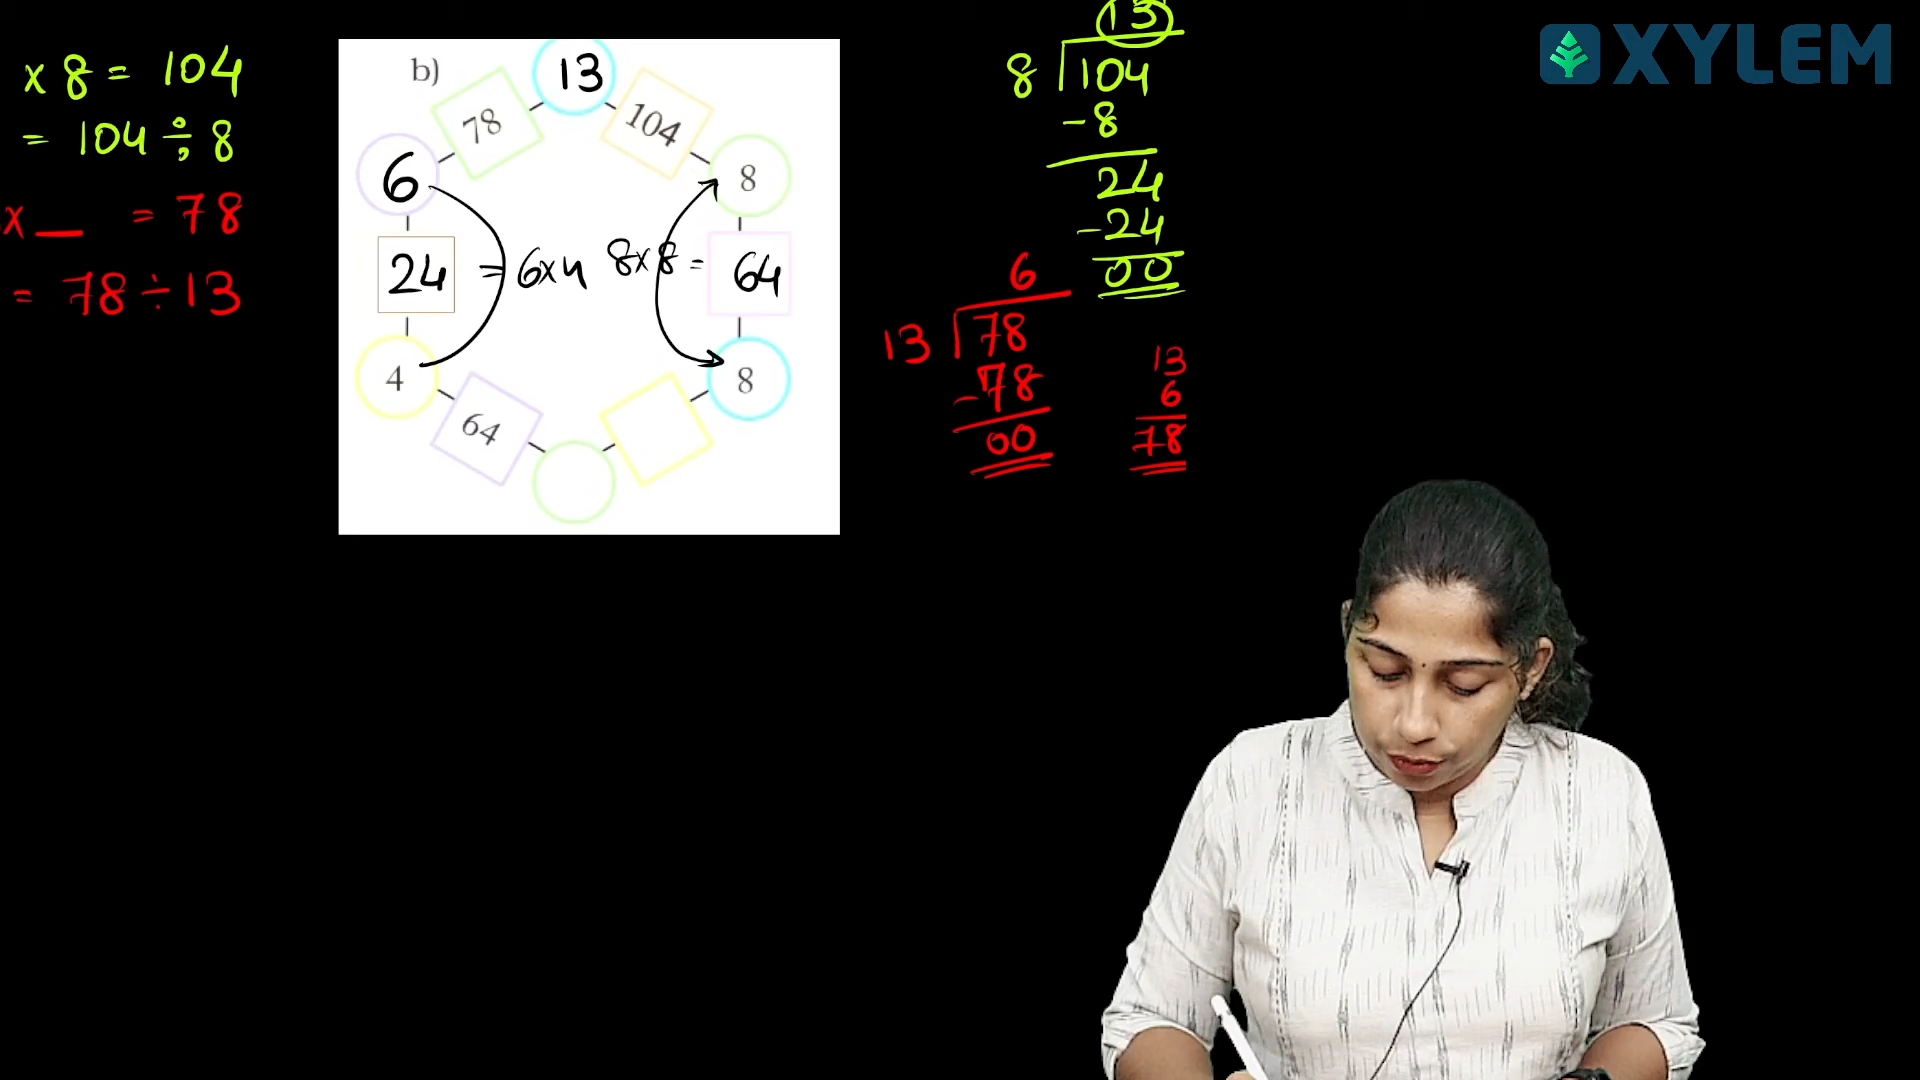 XYLEM
x 8 = 104
= 104 ÷ 8
x __ = 78
= 78 ÷ 13
b)
13
78
104
6
8
24
= 6x4
8x8 =
64
4
8
64
13
8 104
-8
24
-24
00
6
13 78
-78
00
13
6
78